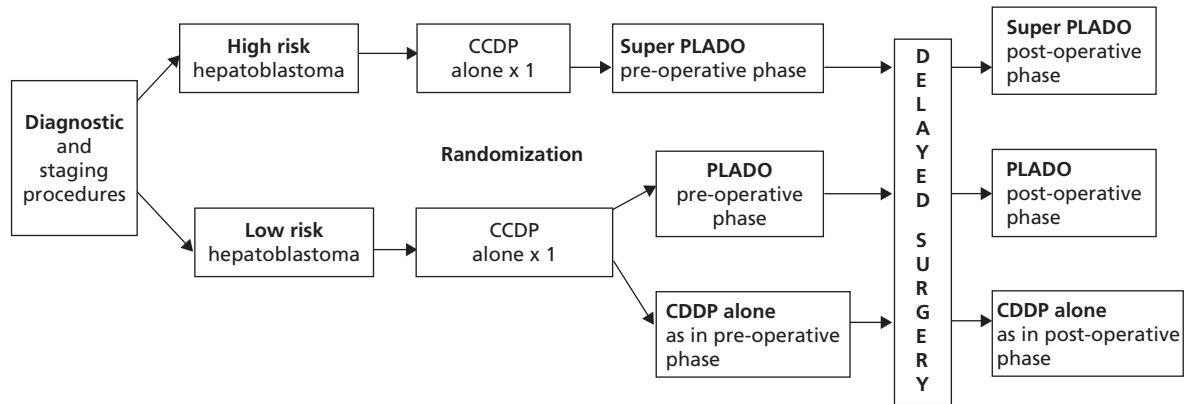 Diagnostic
and
staging
procedures
High risk
hepatoblastoma
CCDP
alone x 1
Super PLADO
pre-operative phase
Low risk
hepatoblastoma
CCDP
alone x 1
Randomization
PLADO
pre-operative
phase
CDDP alone
as in pre-operative
phase
D
E
L
A
Y
E
D
S
U
R
G
E
R
Y
Super PLADO
post-operative
phase
PLADO
post-operative
phase
CDDP alone
as in post-operative
phase